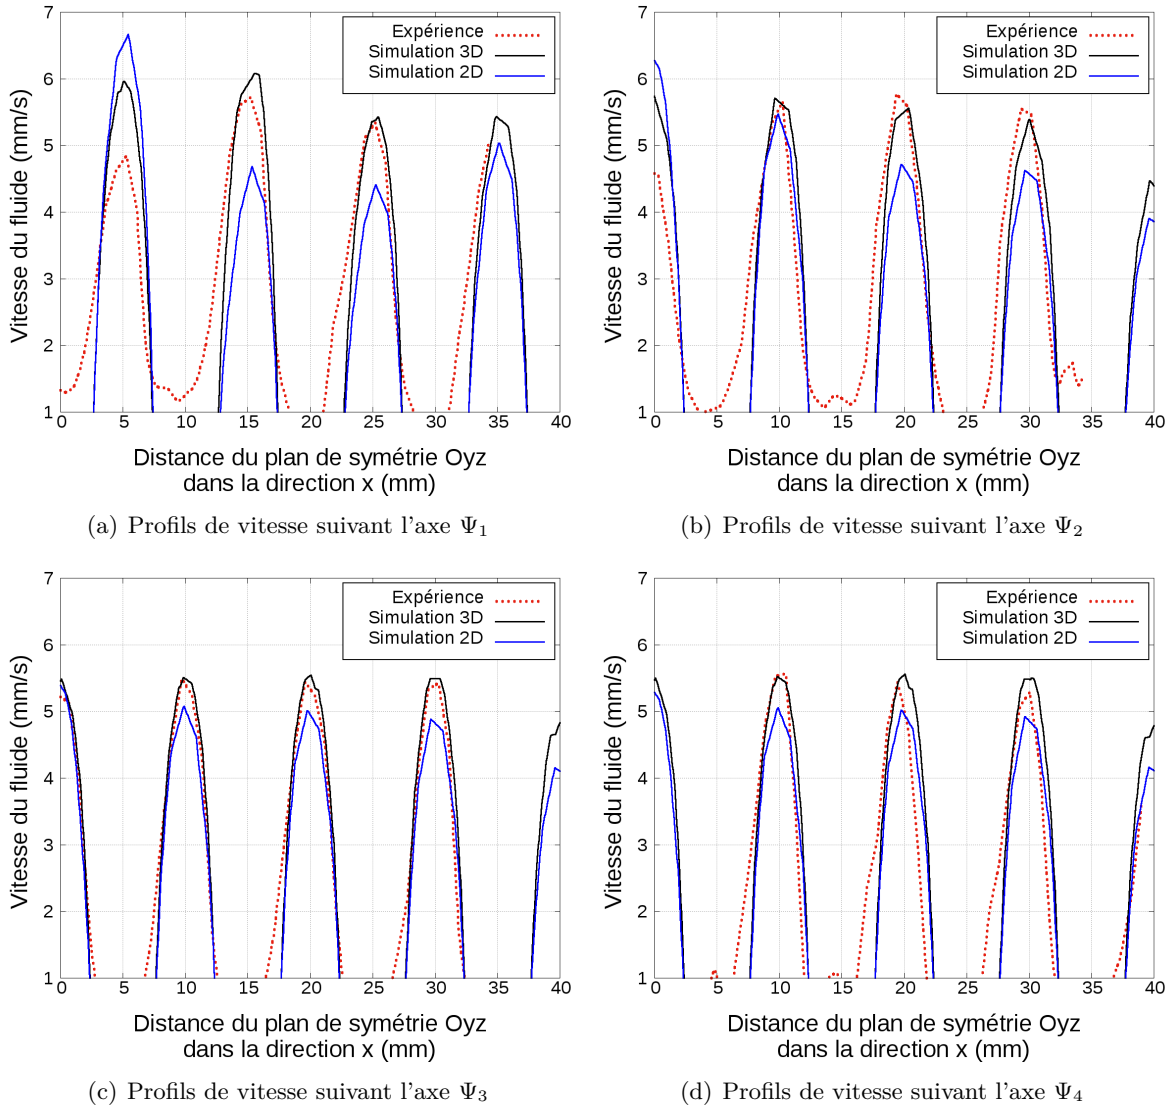 7
6
5
4
3
2
1
0 5 10 15 20 25 30 35 40
Vitesse du fluide (mm/s)
Expérience
Simulation 3D
Simulation 2D
Distance du plan de symétrie Oyz
dans la direction x (mm)
(a) Profils de vitesse suivant l'axe Ψ1
7
6
5
4
3
2
1
0 5 10 15 20 25 30 35 40
Vitesse du fluide (mm/s)
Expérience
Simulation 3D
Simulation 2D
Distance du plan de symétrie Oyz
dans la direction x (mm)
(b) Profils de vitesse suivant l'axe Ψ2
7
6
5
4
3
2
1
0 5 10 15 20 25 30 35 40
Vitesse du fluide (mm/s)
Expérience
Simulation 3D
Simulation 2D
Distance du plan de symétrie Oyz
dans la direction x (mm)
(c) Profils de vitesse suivant l'axe Ψ3
7
6
5
4
3
2
1
0 5 10 15 20 25 30 35 40
Vitesse du fluide (mm/s)
Expérience
Simulation 3D
Simulation 2D
Distance du plan de symétrie Oyz
dans la direction x (mm)
(d) Profils de vitesse suivant l'axe Ψ4